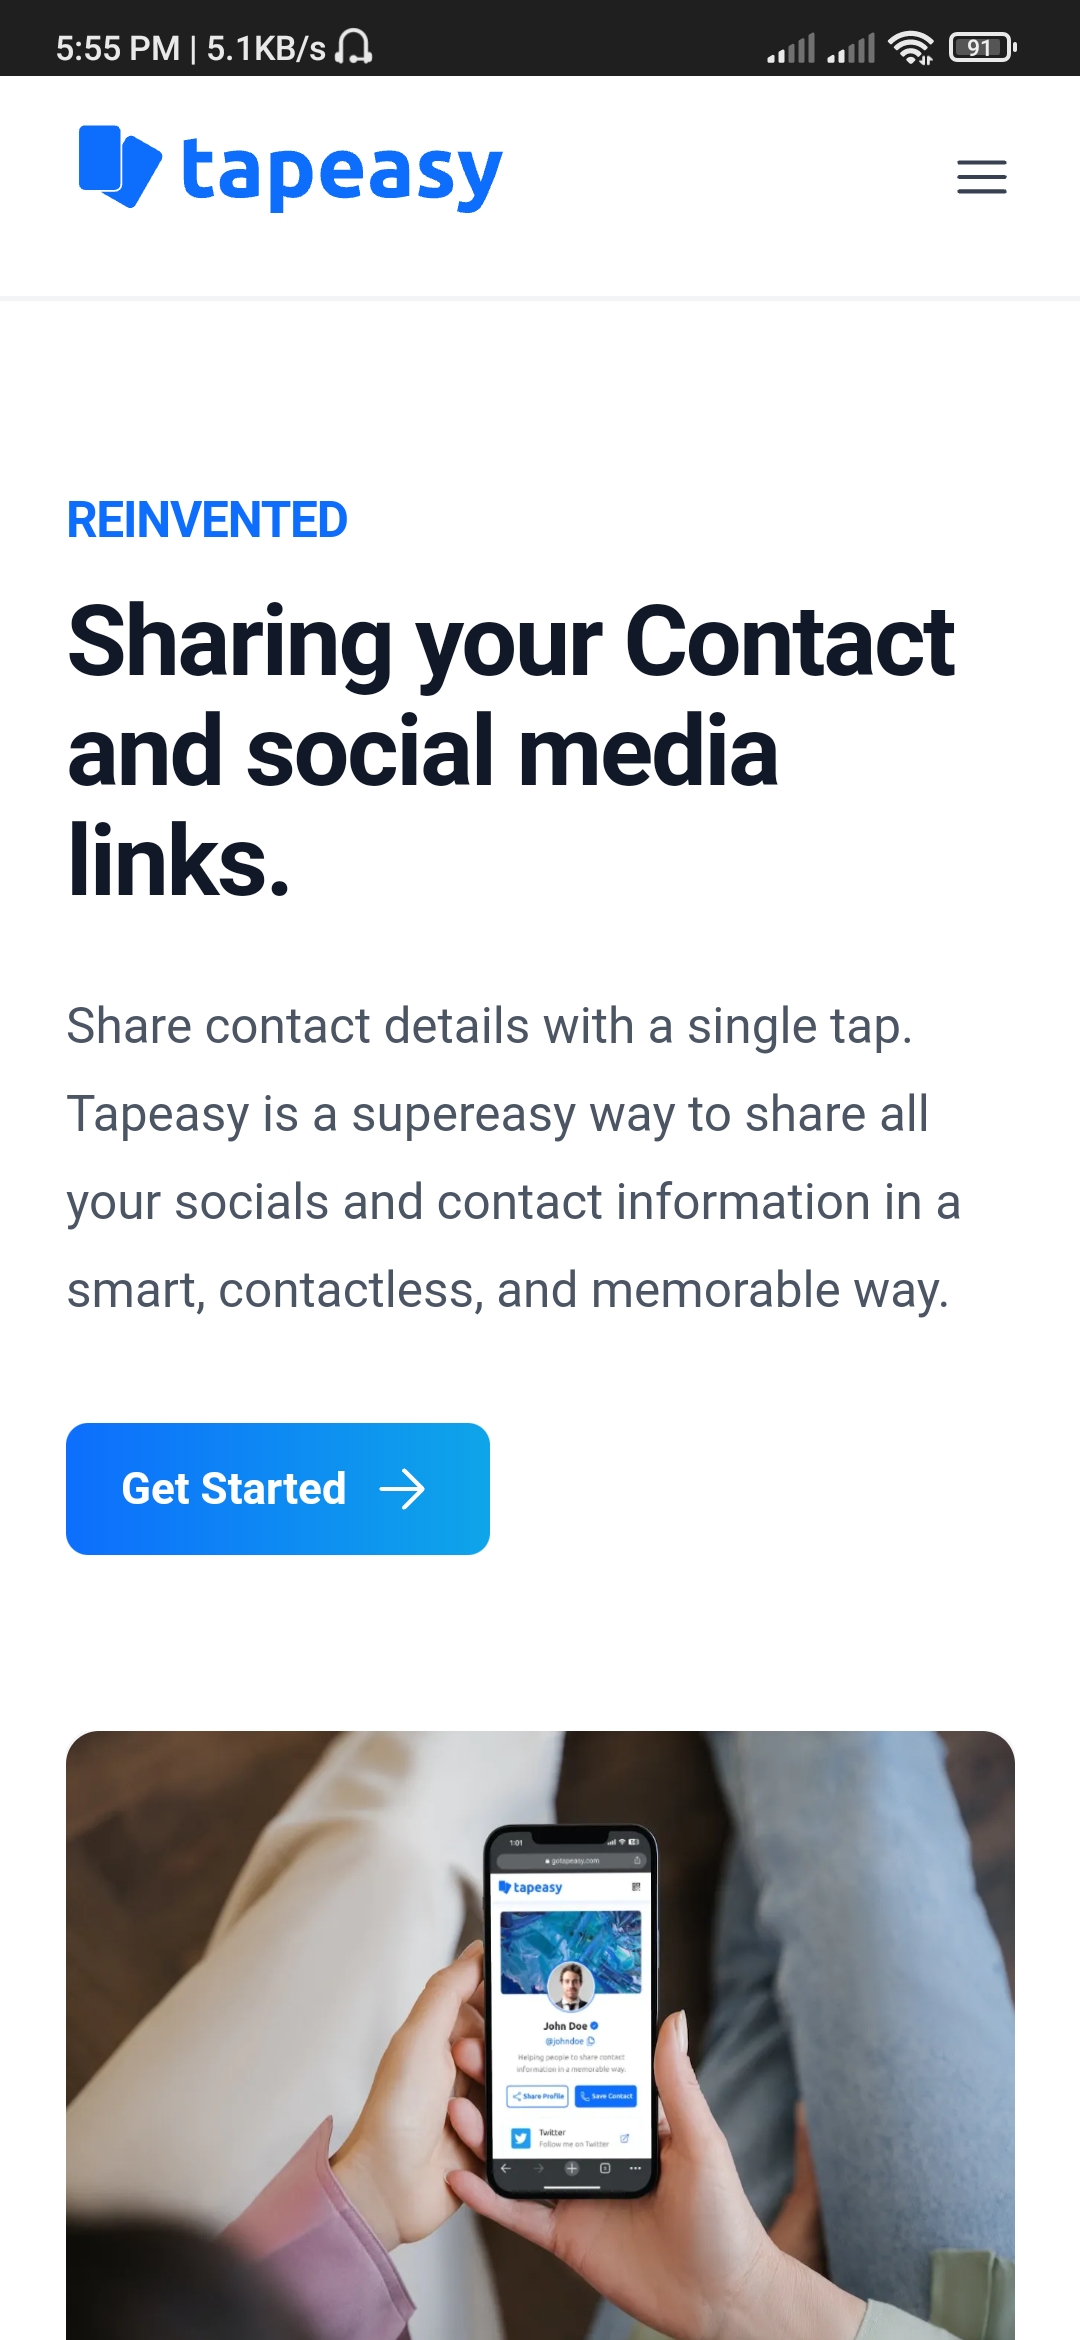 5:55 PM | 5.1KB/s
91
tapeasy
REINVENTED
Sharing your Contact
and social media
links.
Share contact details with a single tap.
Tapeasy is a supereasy way to share all
your socials and contact information in a
smart, contactless, and memorable way.
Get Started
1:01
gotapeasy.com
tapeasy
John Doe
@johndoe
Helping people to share contact
information in a memorable way.
Share Profile
Save Contact
Twitter
Follow me on Twitter